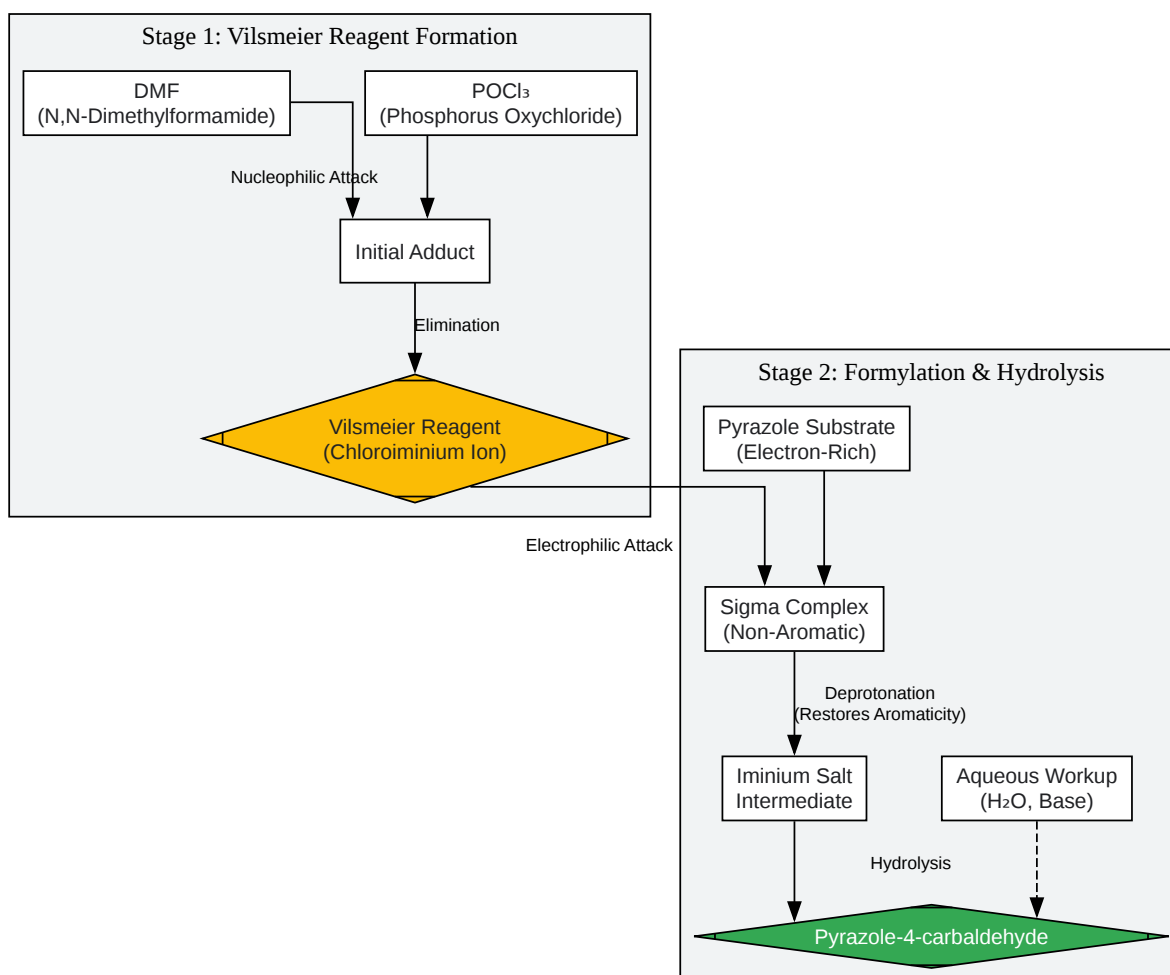 Stage 1: Vilsmeier Reagent Formation
DMF
(N,N-Dimethylformamide)
POCl₃
(Phosphorus Oxychloride)
Nucleophilic Attack
Initial Adduct
Elimination
Vilsmeier Reagent
(Chloroiminium Ion)
Electrophilic Attack
Stage 2: Formylation & Hydrolysis
Pyrazole Substrate
(Electron-Rich)
Sigma Complex
(Non-Aromatic)
Deprotonation
(Restores Aromaticity)
Iminium Salt
Intermediate
Aqueous Workup
(H₂O, Base)
Hydrolysis
Pyrazole-4-carbaldehyde